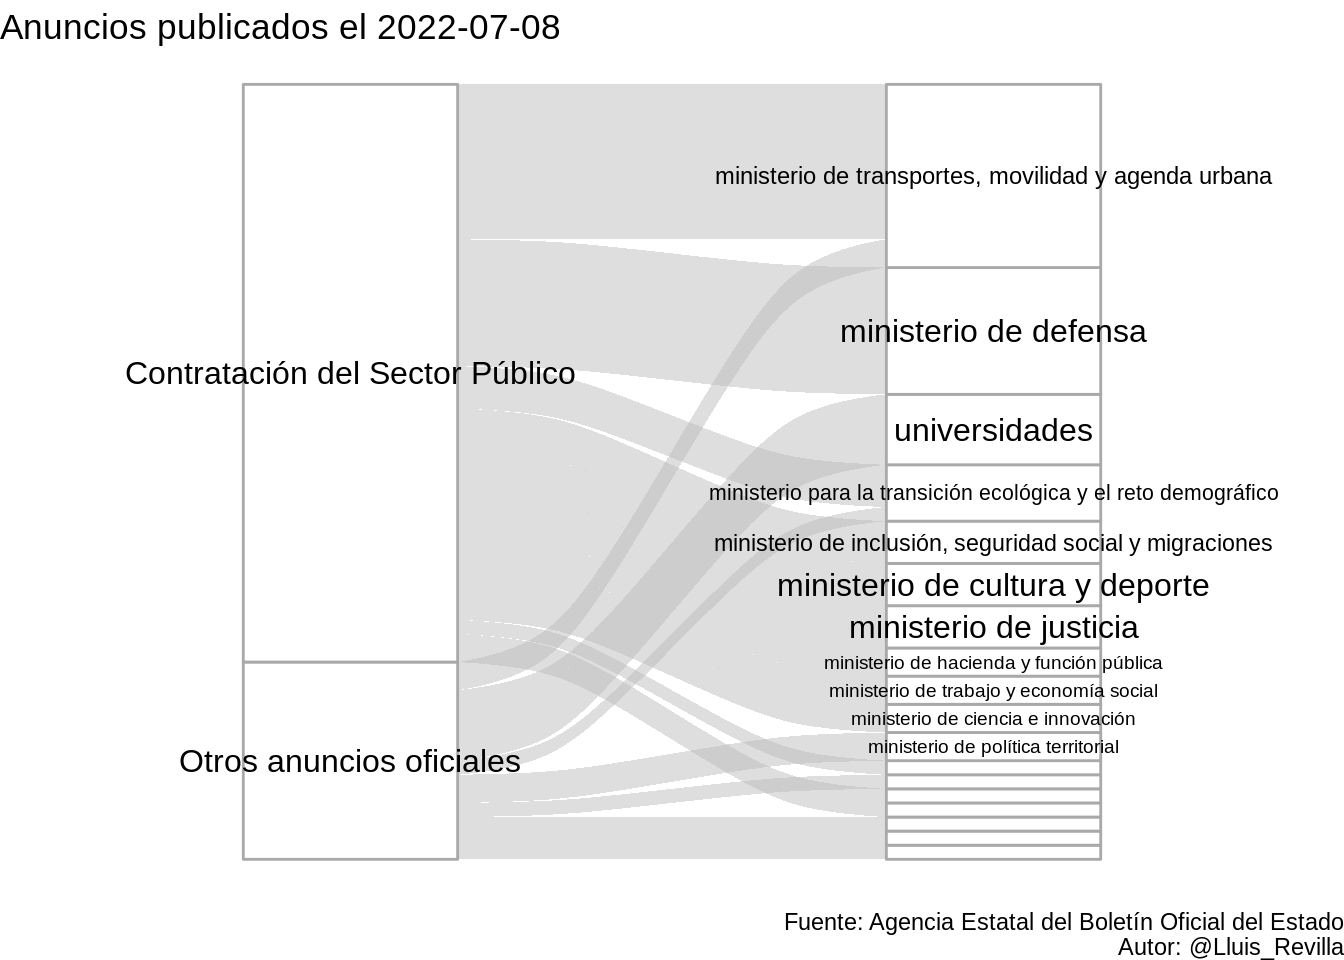 Anuncios publicados el 2022-07-08
ministerio de transportes, movilidad y agenda urbana
ministerio de defensa
Contratación del Sector Público
universidades
ministerio para la transición ecológica y el reto demográfico
ministerio de inclusión, seguridad social y migraciones
ministerio de cultura y deporte
ministerio de justicia
ministerio de hacienda y función pública
ministerio de trabajo y economía social
ministerio de ciencia e innovación
ministerio de política territorial
Otros anuncios oficiales
Fuente: Agencia Estatal del Boletín Oficial del Estado
Autor: @Lluis_Revilla